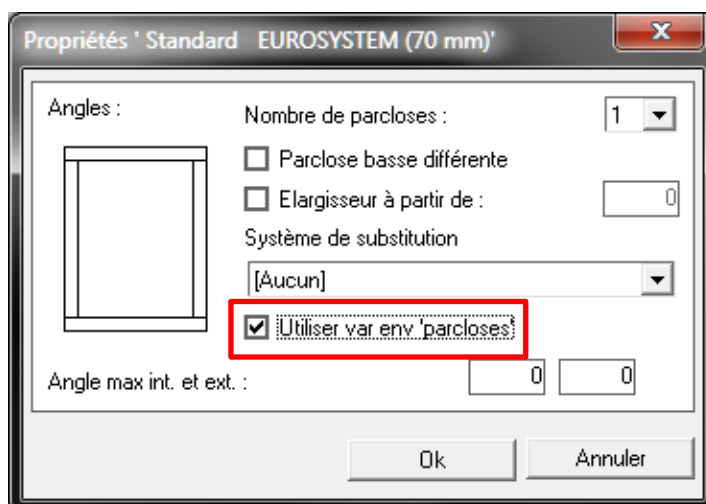 Propriétés ' Standard EUROSYSTEM (70 mm)'
x
Angles :
Nombre de parcloses :
1
Parclose basse différente
Elargisseur à partir de :
0
Système de substitution
[Aucun]
Utiliser var env 'parcloses'
Angle max int. et ext. :
0
0
Ok
Annuler